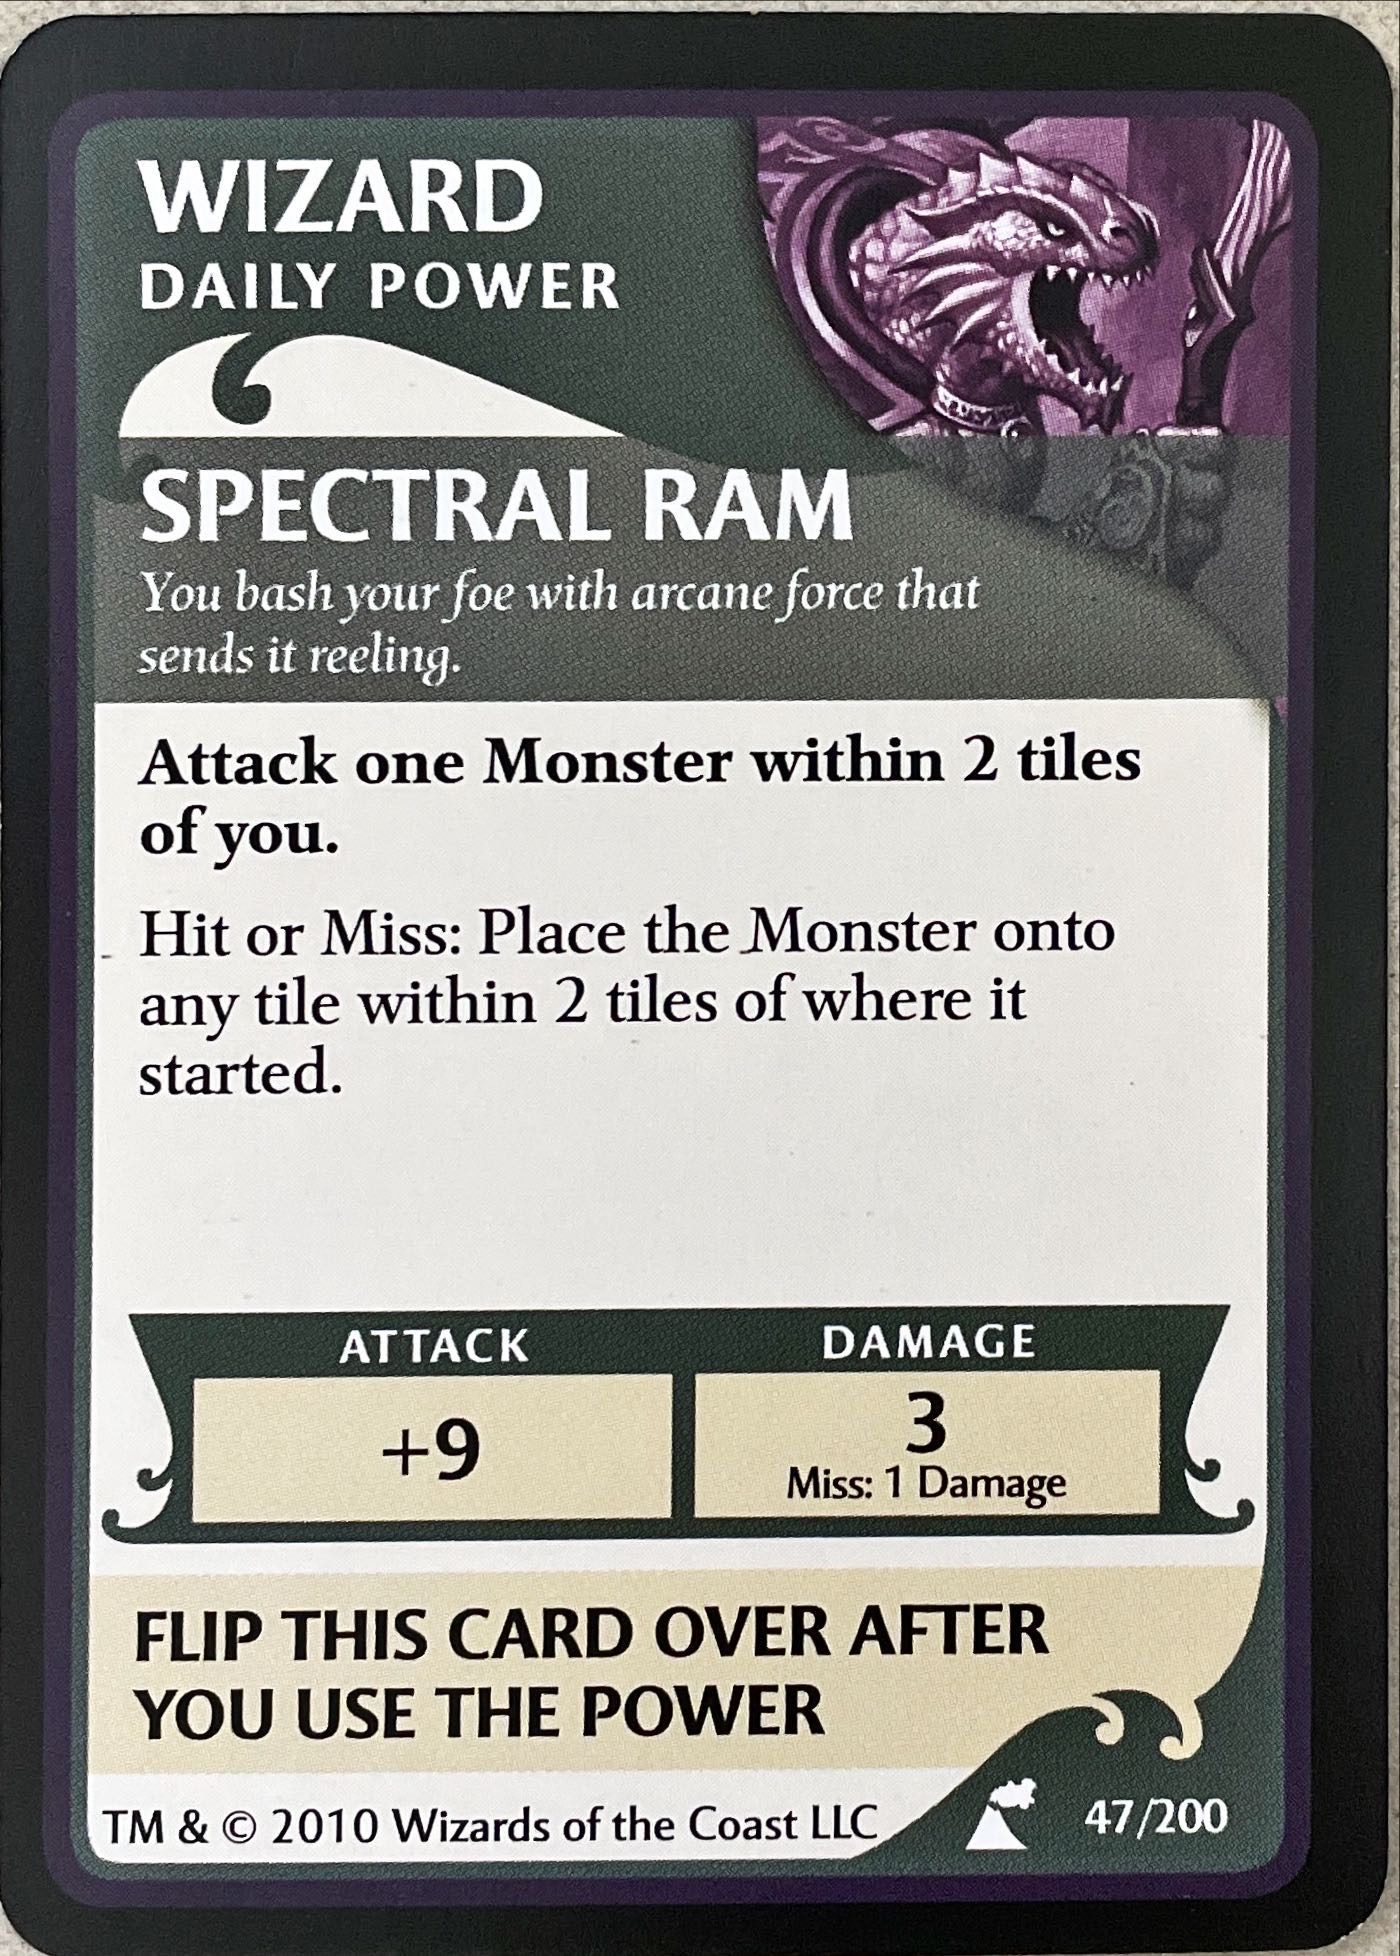 WIZARD
DAILY POWER
SPECTRAL RAM
You bash your foe with arcane force that
sends it reeling.
Attack one Monster within 2 tiles
of you.
Hit or Miss: Place the Monster onto
any tile within 2 tiles of where it
started.
ATTACK
DAMAGE
+9
3
Miss: 1 Damage
FLIP THIS CARD OVER AFTER
YOU USE THE POWER
TM & © 2010 Wizards of the Coast LLC
47/200